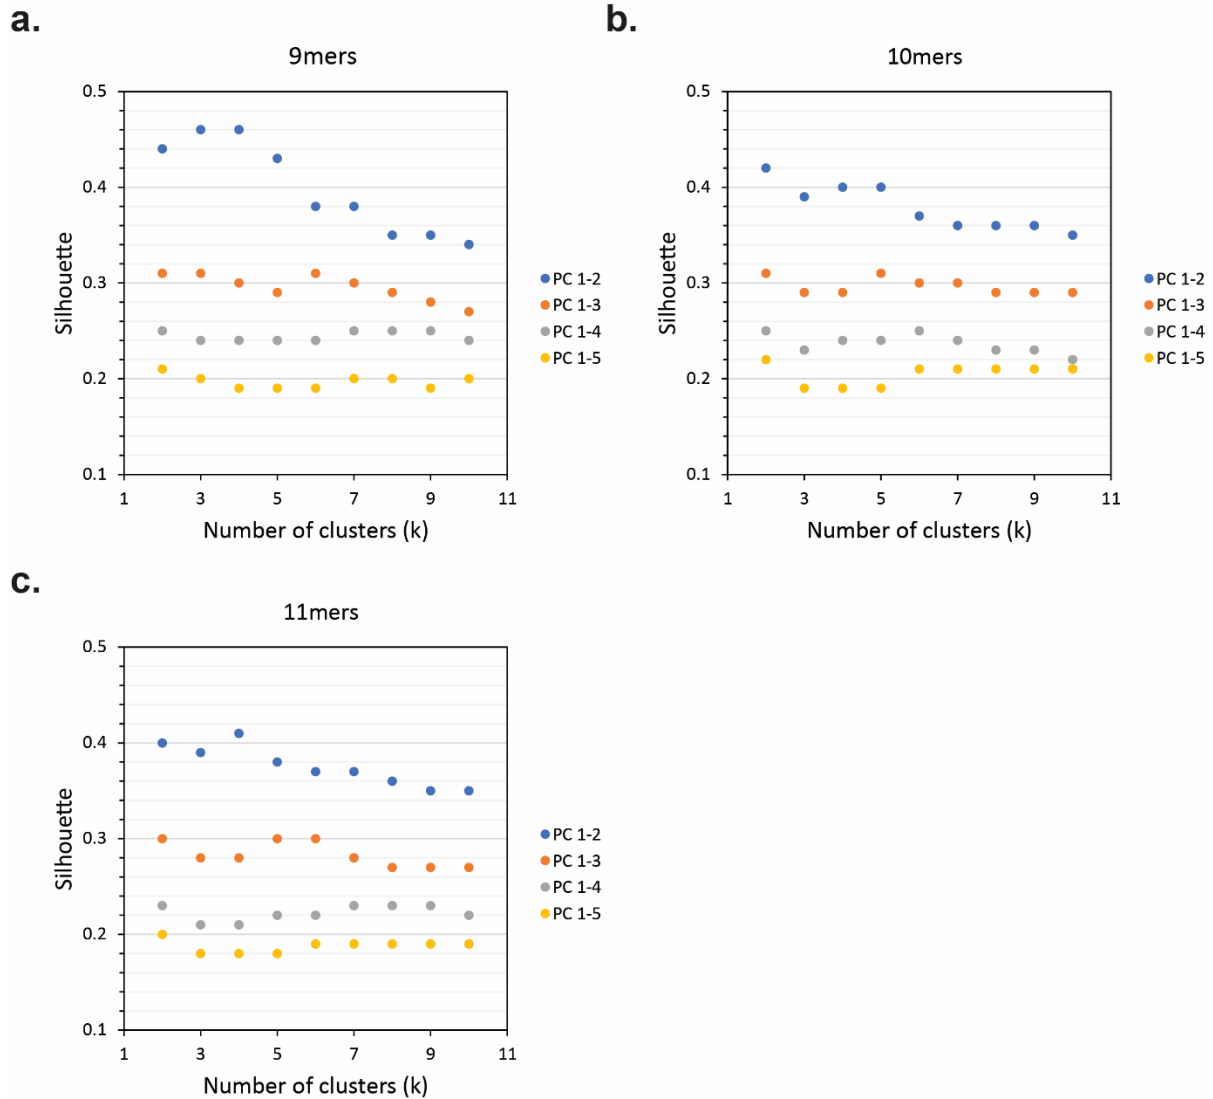 a.
9mers
0.5
0.4
0.3
0.2
0.1
Silhouette
1 3 5 7 9 11
Number of clusters (k)
PC 1-2
PC 1-3
PC 1-4
PC 1-5
b.
10mers
0.5
0.4
0.3
0.2
0.1
Silhouette
1 3 5 7 9 11
Number of clusters (k)
PC 1-2
PC 1-3
PC 1-4
PC 1-5
c.
11mers
0.5
0.4
0.3
0.2
0.1
Silhouette
1 3 5 7 9 11
Number of clusters (k)
PC 1-2
PC 1-3
PC 1-4
PC 1-5